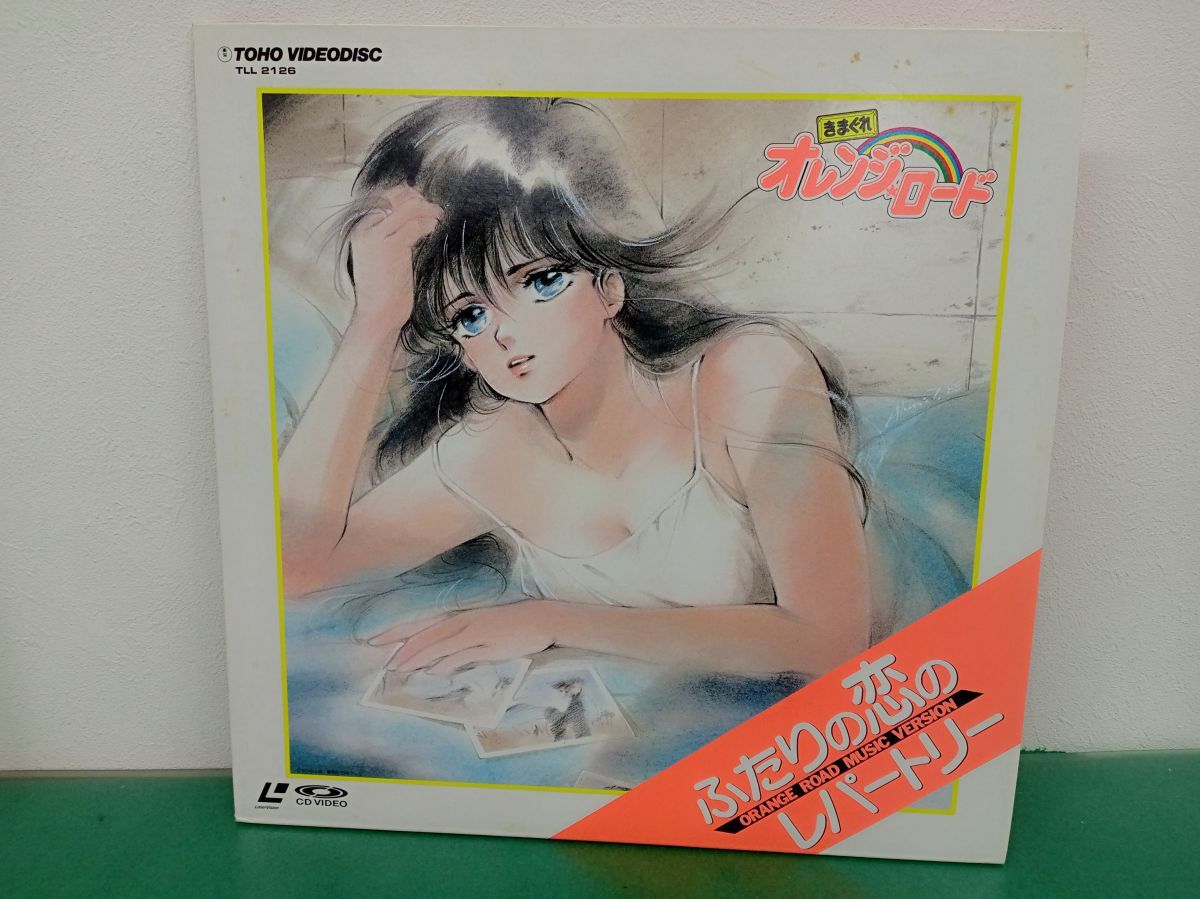 TOHO VIDEODISC
TLL 2126
きまぐれ
オレンジ☆ロード
ふたりの恋の
ORANGE ROAD MUSIC VERSION
レパートリー
LaserVision
CD VIDEO